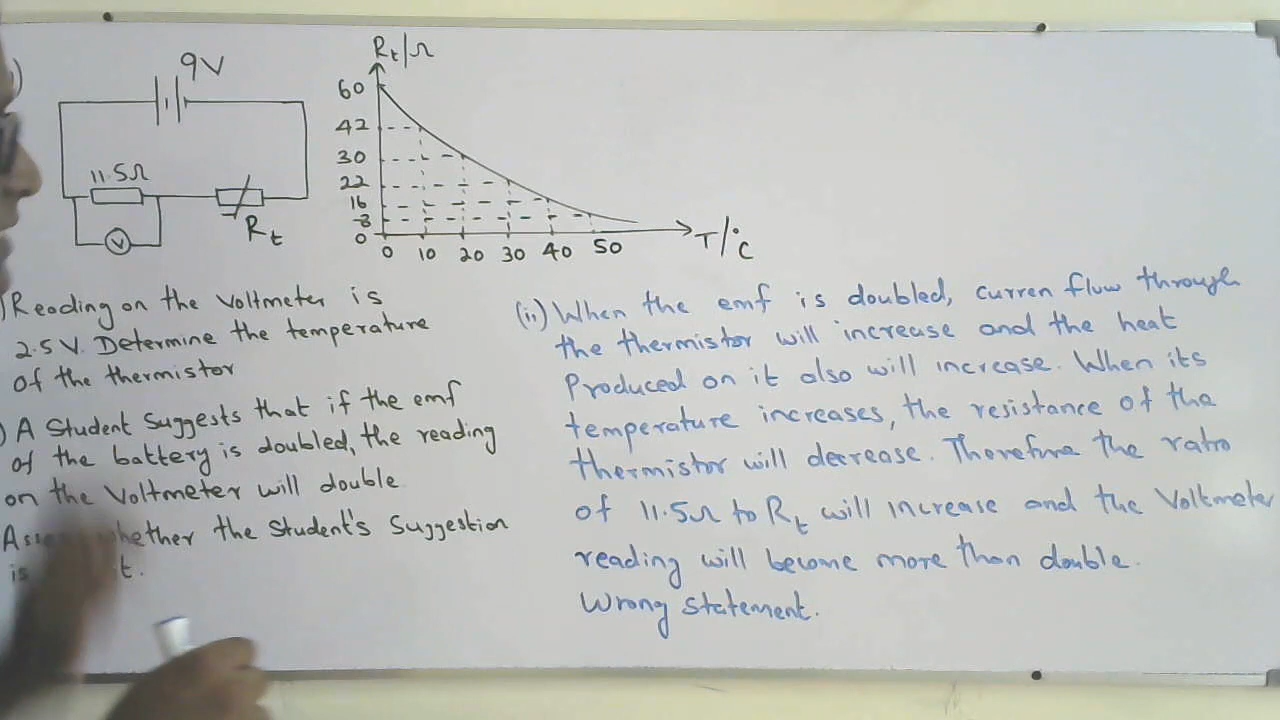 )
9V
11.5Ω
V
Rt
Rt/Ω
60
42
30
22
16
8
0
0 10 20 30 40 50
T/°C
)Reading on the voltmeter is
2.5 V. Determine the temperature
of the thermistor
) A Student Suggests that if the emf
of the battery is doubled, the reading
on the Voltmeter will double
whether the Student's Suggestion
is
(ii) When the emf is doubled, curren flow through
the thermistor will increase and the heat
Produced on it also will increase. When its
temperature increases, the resistance of the
thermistor will decrease. Therefore the ratio
of 11.5Ω to Rt will increase and the Voltmeter
reading will become more than double.
Wrong statement.